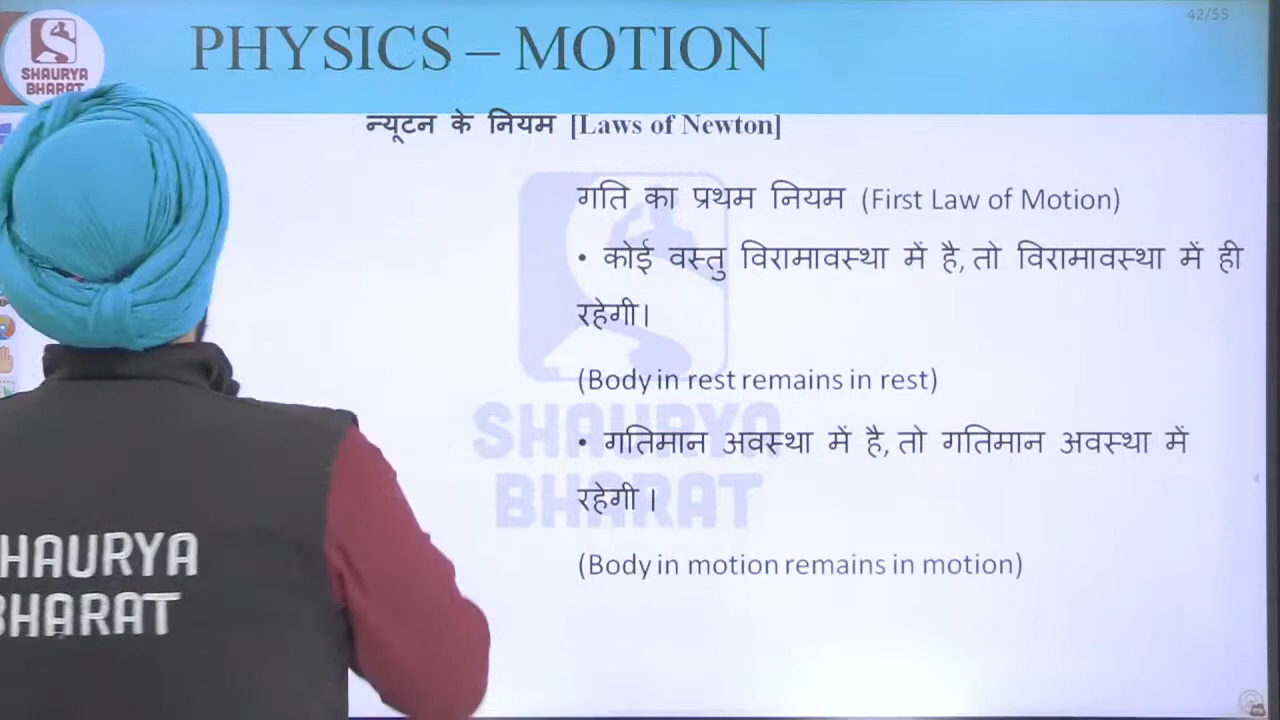 42/55
SHAURYA
BHARAT
PHYSICS – MOTION
न्यूटन के नियम [Laws of Newton]
गति का प्रथम नियम (First Law of Motion)
• कोई वस्तु विरामावस्था में है, तो विरामावस्था में ही
रहेगी।
(Body in rest remains in rest)
• गतिमान अवस्था में है, तो गतिमान अवस्था में
रहेगी ।
(Body in motion remains in motion)
SHAURYA
BHARAT
HAURYA
BHARAT